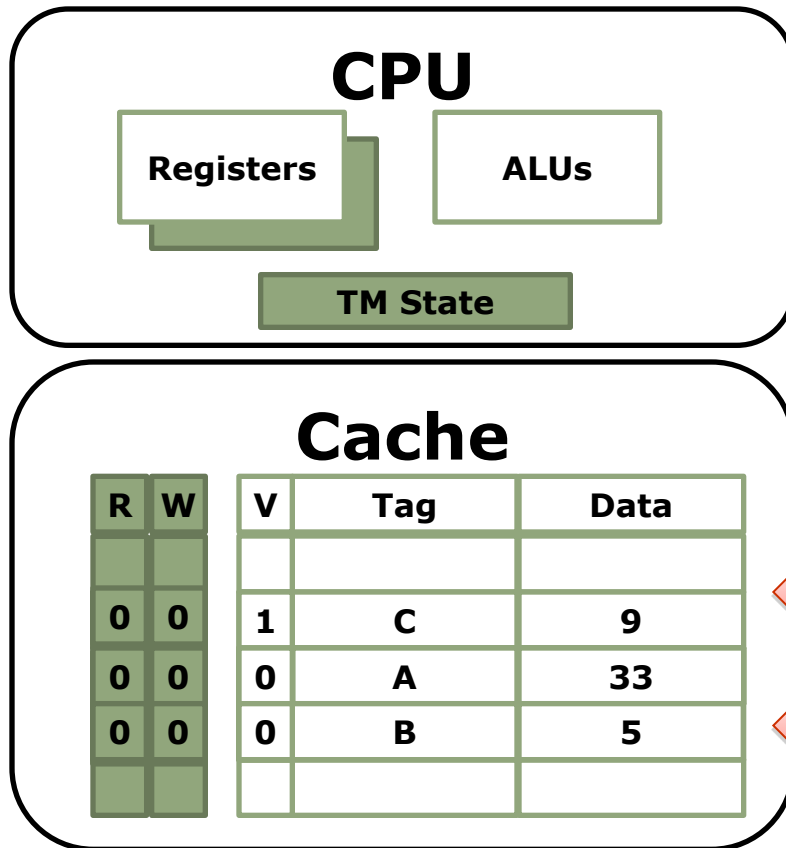 CPU
Registers ALUs
TM State
Cache
R W V Tag Data
0 0 1 C 9
0 0 0 A 33
0 0 0 B 5